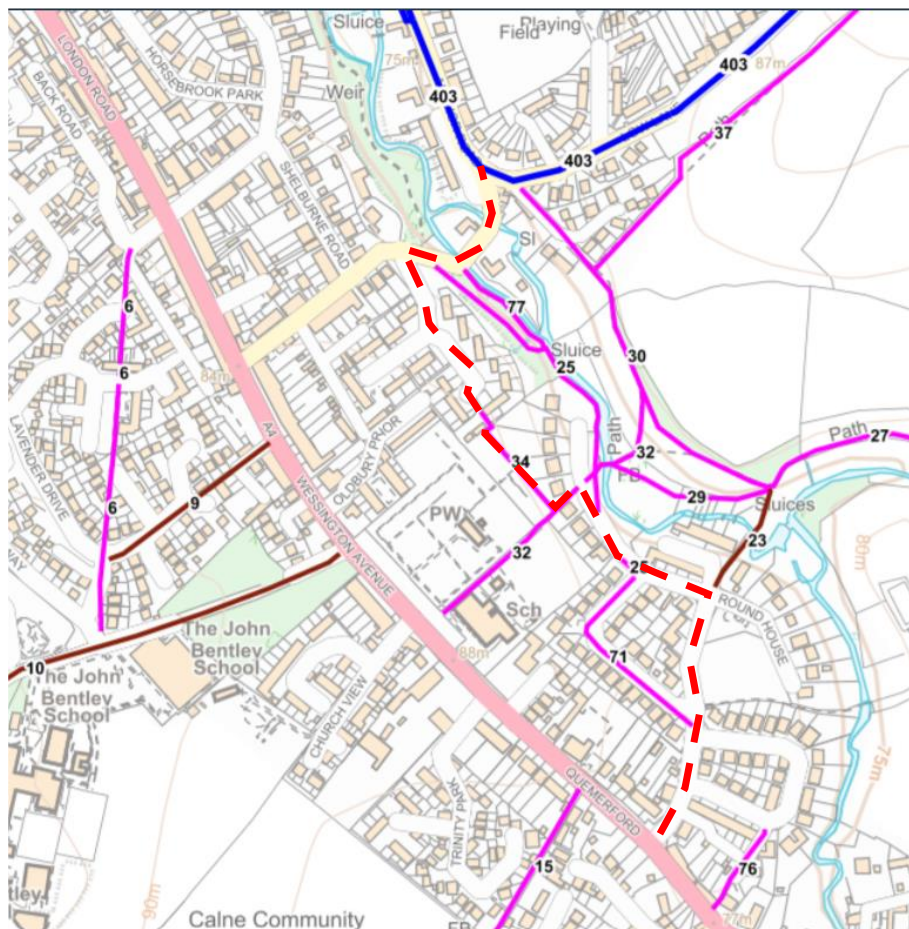 Sluice
Playing
Field
75m
LONDON ROAD
HORSEBROOK PARK
BACK ROAD
Weir
403
403
87m
403
37
Path
SHELBURNE ROAD
SI
6
77
Sluice
30
25
6
84m
A4
Path
27
LAVENDER DRIVE
OLDBURY PRIOR
32
34
FB
29
9
WESSINGTON AVENUE
Sluices
6
PW
23
80m
32
25
ROUND HOUSE
Sch
The John
Bentley
School
10
The John
Bentley
School
88m
71
CHURCH VIEW
75m
QUEMERFORD
TRINITY PARK
15
76
90m
77m
Calne Community
FB